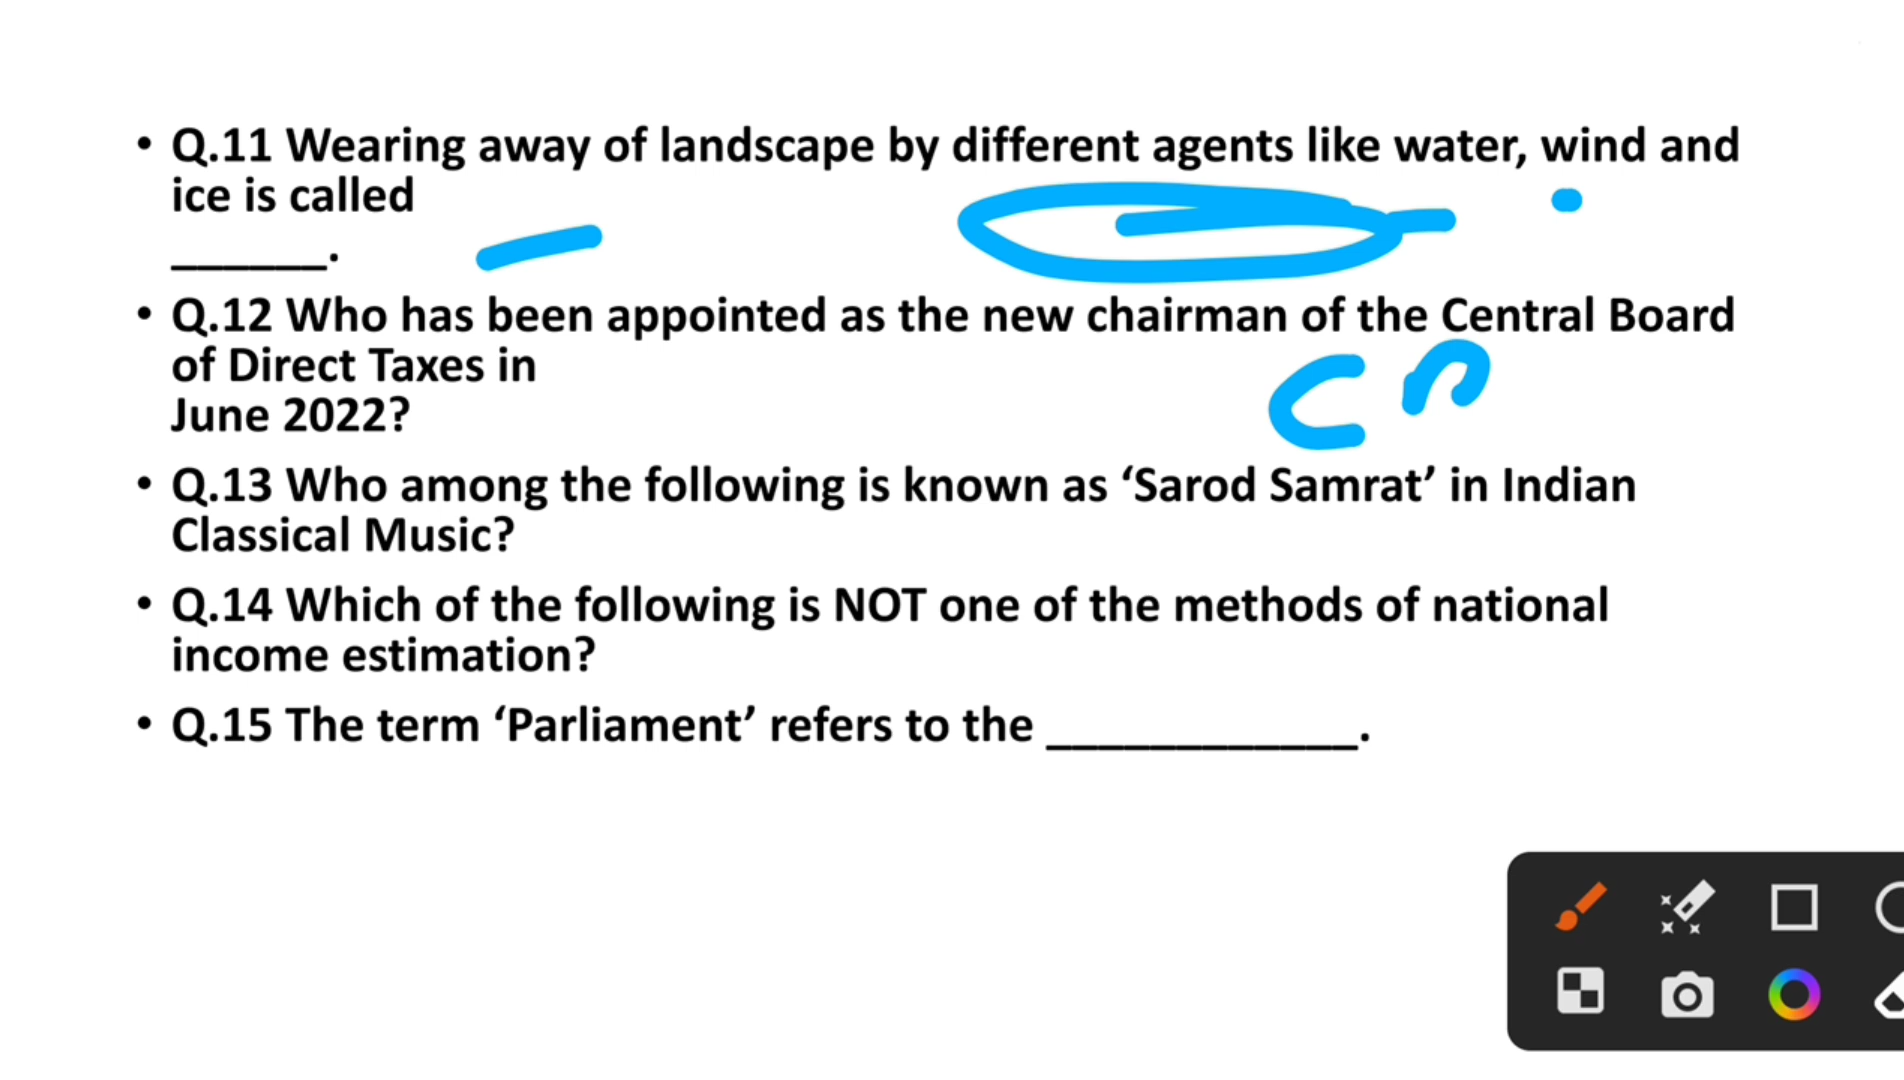 • Q.11 Wearing away of landscape by different agents like water, wind and
ice is called
______.
• Q.12 Who has been appointed as the new chairman of the Central Board
of Direct Taxes in
June 2022?
• Q.13 Who among the following is known as ‘Sarod Samrat’ in Indian
Classical Music?
• Q.14 Which of the following is NOT one of the methods of national
income estimation?
• Q.15 The term ‘Parliament’ refers to the ____________.